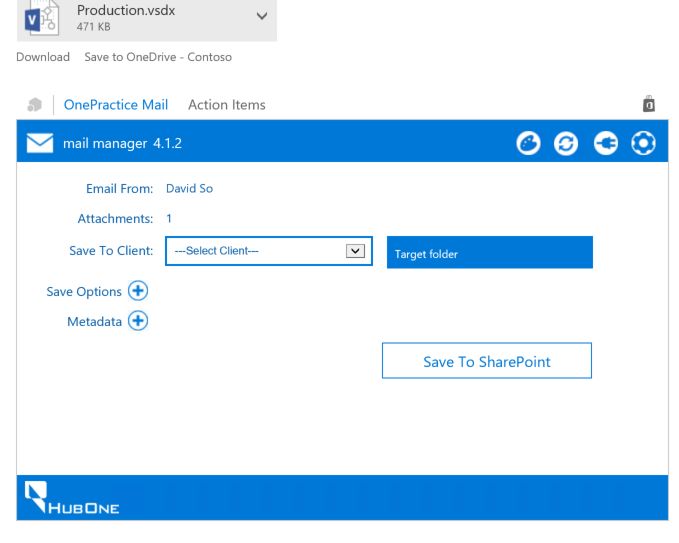 Production.vsdx
471 KB
Download Save to OneDrive - Contoso
OnePractice Mail Action Items
mail manager 4.1.2
Email From: David So
Attachments: 1
Save To Client: ---Select Client--- Target folder
Save Options
Metadata
Save To SharePoint
HUBONE